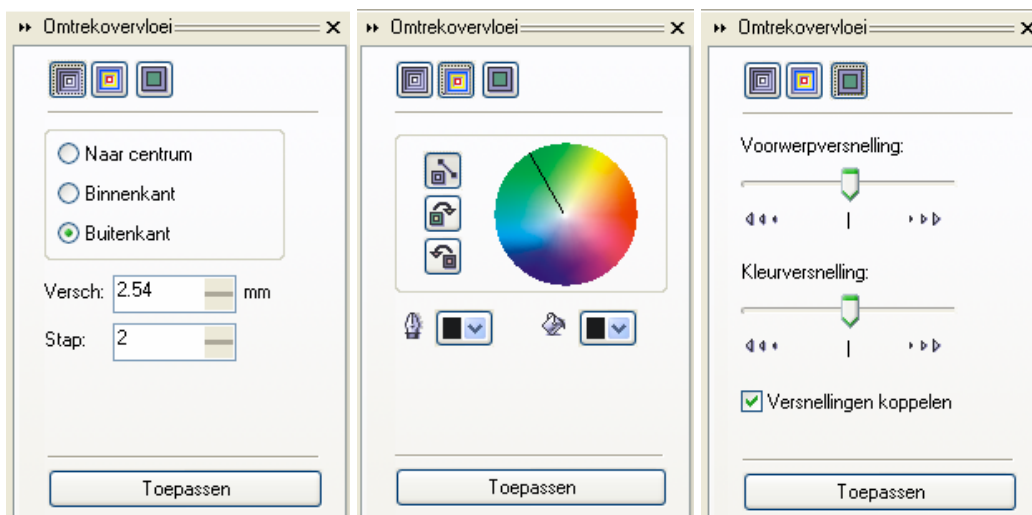 Omtrekovervloei
Naar centrum
Binnenkant
Buitenkant
Versch: 2.54 mm
Stap: 2
Toepassen
Omtrekovervloei
Toepassen
Omtrekovervloei
Voorwerpversnelling:
Kleurversnelling:
Versnellingen koppelen
Toepassen